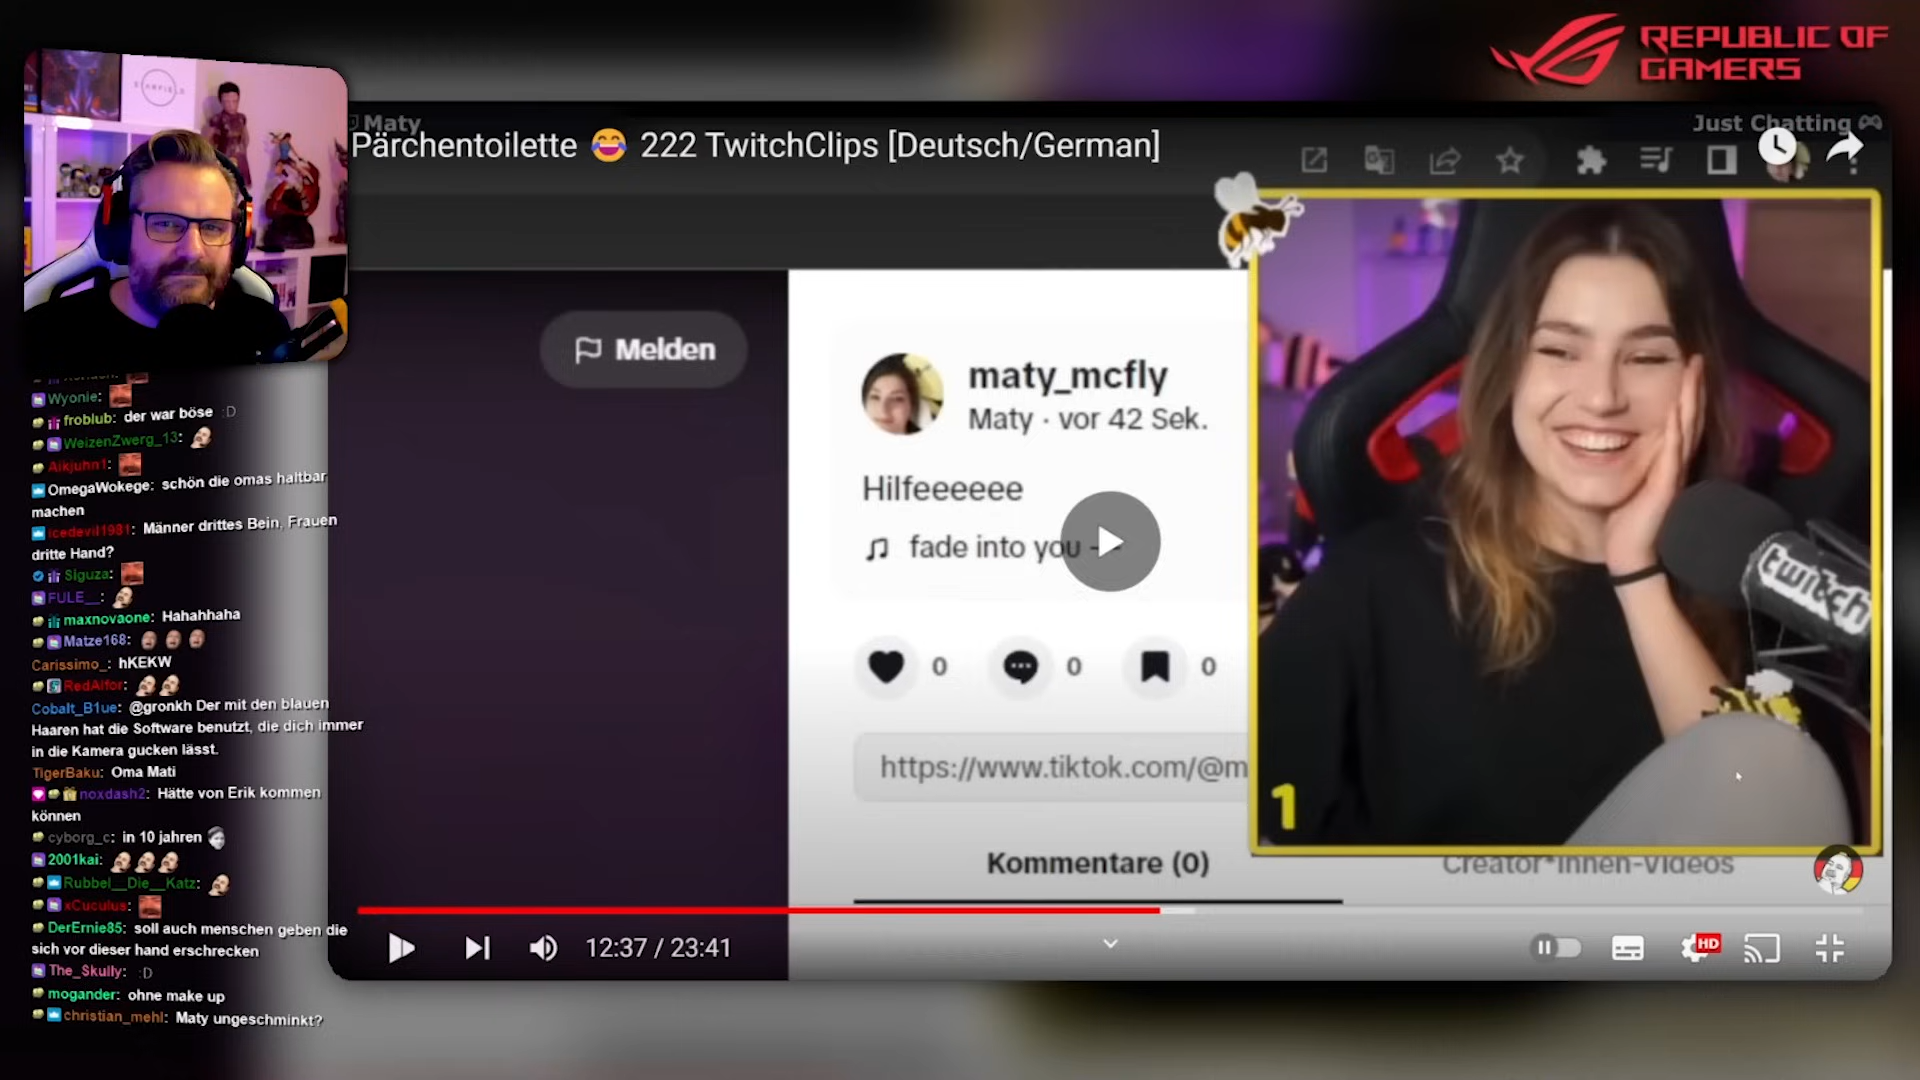 REPUBLIC OF
GAMERS
STARFIELD
Maty
Just Chatting
Pärchentoilette 😂 222 TwitchClips [Deutsch/German]
Melden
maty_mcfly
Maty · vor 42 Sek.
Hilfeeeeee
fade into you -
0
0
0
https://www.tiktok.com/@m
Kommentare (0)
Creator*innen-Videos
1
twitch
12:37 / 23:41
HD
Wyonie:
froblub: der war böse :D
WeizenZwerg_13:
Aikjuhn1:
OmegaWokege: schön die omas haltbar
machen
icedevil1981: Männer drittes Bein, Frauen
dritte Hand?
Siguza:
FULE__:
maxnovaone: Hahahhaha
Matze168:
Carissimo_: hKEKW
RedAlfor:
Cobalt_B1ue: @gronkh Der mit den blauen
Haaren hat die Software benutzt, die dich immer
in die Kamera gucken lässt.
TigerBaku: Oma Mati
noxdash2: Hätte von Erik kommen
können
cyborg_c: in 10 jahren
2001kai:
Rubbel__Die__Katz:
xCuculus:
DerErnie85: soll auch menschen geben die
sich vor dieser hand erschrecken
The_Skully: :D
mogander: ohne make up
christian_mehl: Maty ungeschminkt?